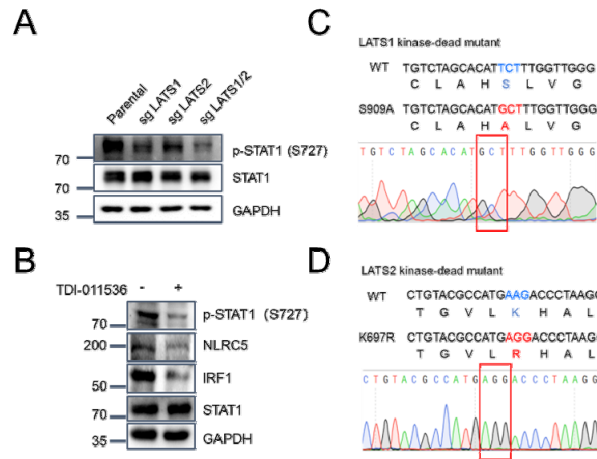 A
Parental
sg LATS1
sg LATS2
sg LATS1/2
p-STAT1 (S727)
70
STAT1
70
GAPDH
35
B
TDI-011536 - +
p-STAT1 (S727)
70
200
NLRC5
IRF1
50
70
STAT1
35
GAPDH
C
LATS1 kinase-dead mutant
WT TGTCTAGCACATTCTTTGGTTGGG
C L A H S L V G
S909A TGTCTAGCACATGCTTTGGTTGGG
C L A H A L V G
TGTCTAGCACATGCTTTGGTTGGG
D
LATS2 kinase-dead mutant
WT CTGTACGCCATGAAGACCCTAAGG
T G V L K H A L
K697R CTGTACGCCATGAGGACCCTAAGG
T G V L R H A L
CTGTACGCCATGAGGACCCTAAGG